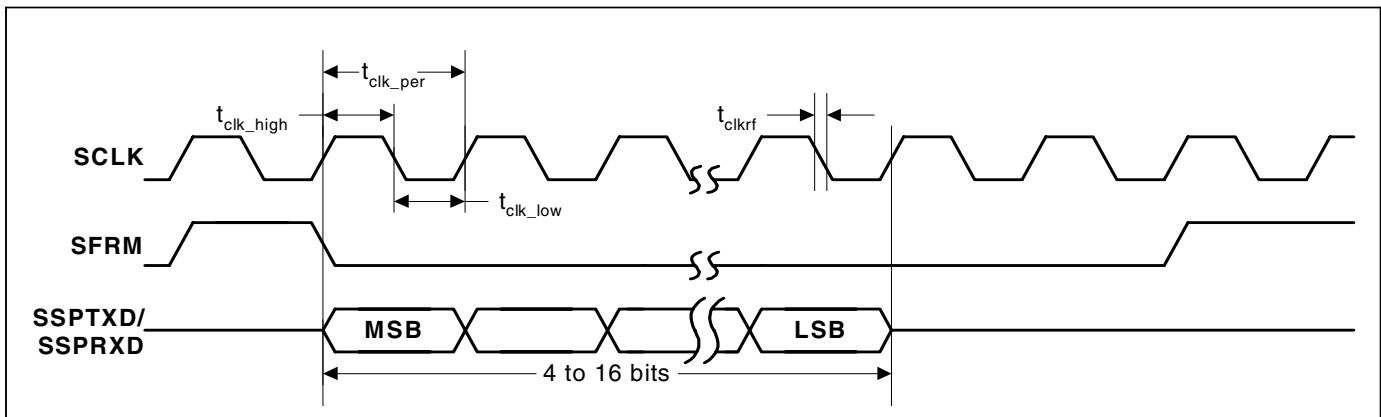 t_clk_per
t_clk_high
t_clkrf
SCLK
t_clk_low
SFRM
SSPTXD/
SSPRXD
MSB
LSB
4 to 16 bits